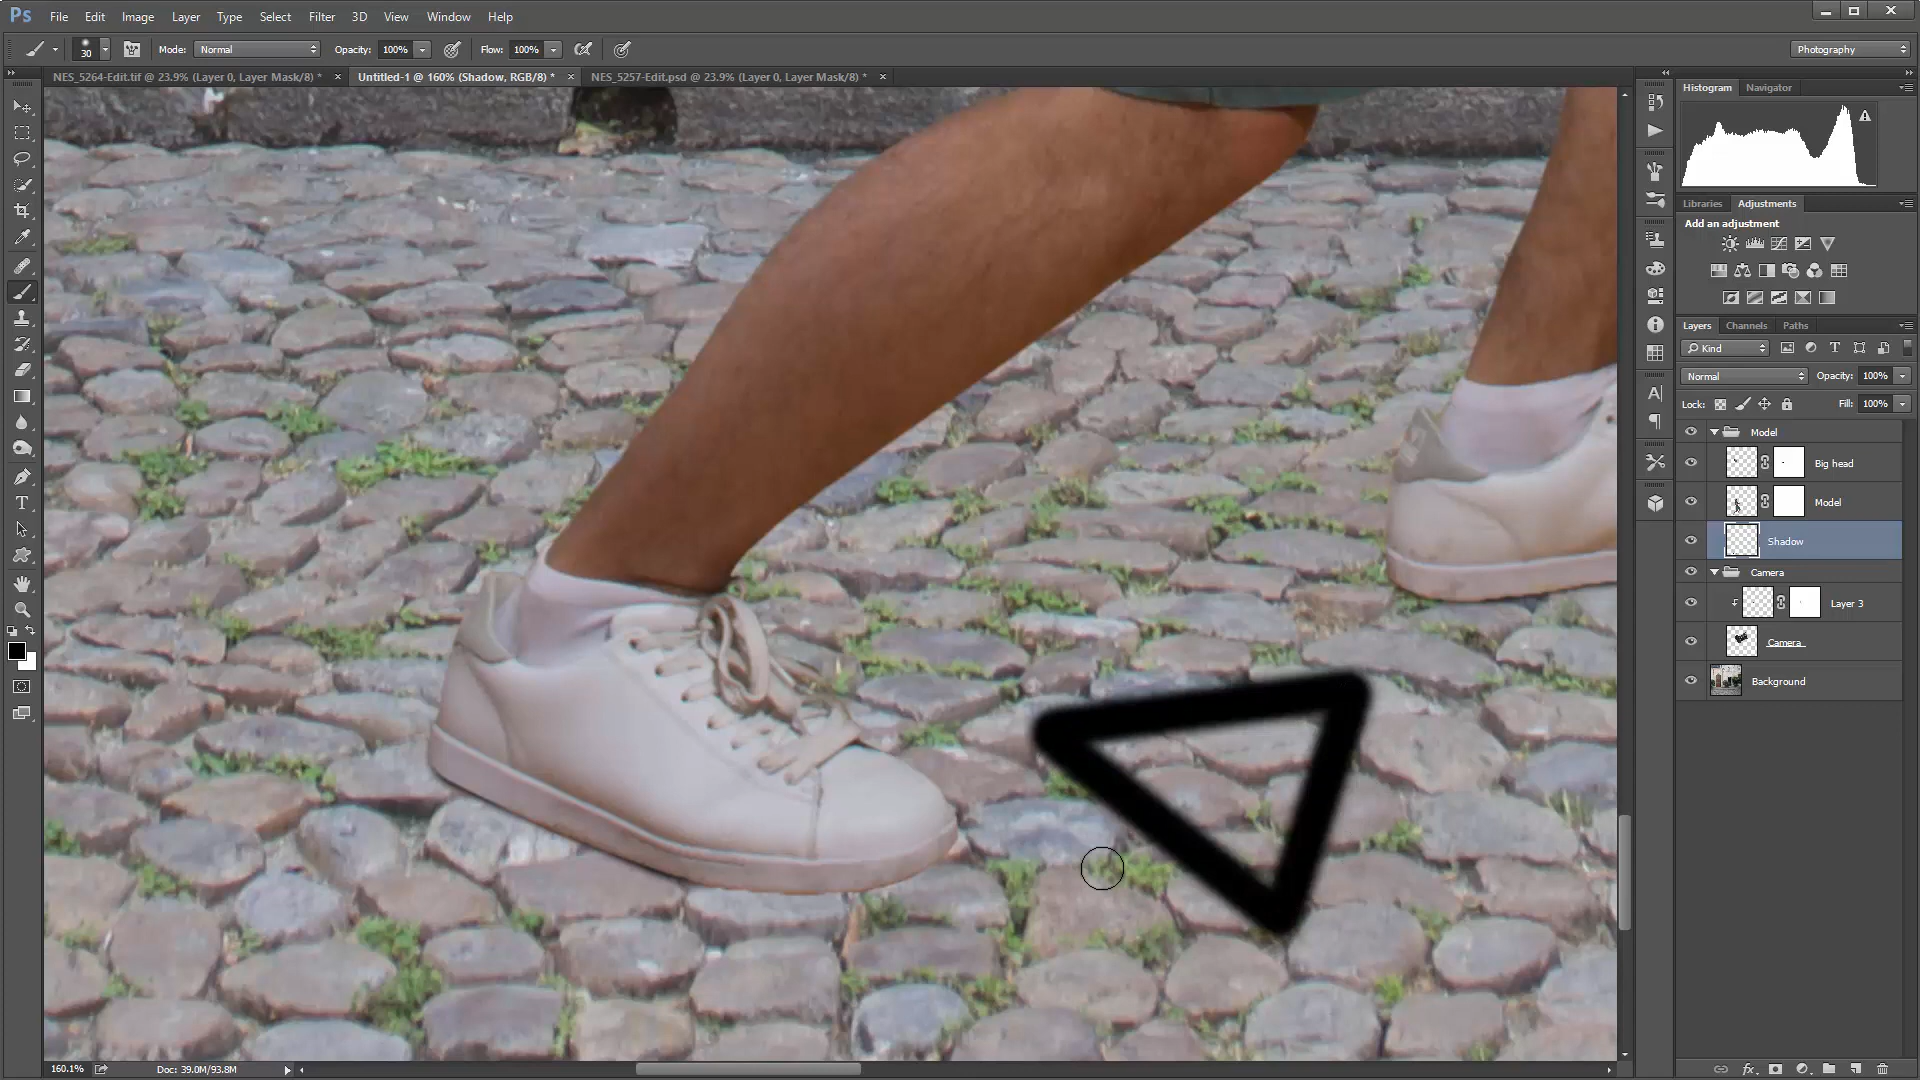 Ps File Edit Image Layer Type Select Filter 3D View Window Help
30 Mode: Normal Opacity: 100% Flow: 100% Photography
NES_5264-Edit.tif @ 23.9% (Layer 0, Layer Mask/8) * × Untitled-1 @ 160% (Shadow, RGB/8) * × NES_5257-Edit.psd @ 23.9% (Layer 0, Layer Mask/8) * ×
Histogram Navigator
Libraries Adjustments
Add an adjustment
Layers Channels Paths
Kind
Normal Opacity: 100%
Lock: Fill: 100%
Model
Big head
Model
Shadow
Camera
Layer 3
Camera
Background
160.1% Doc: 39.0M/93.8M